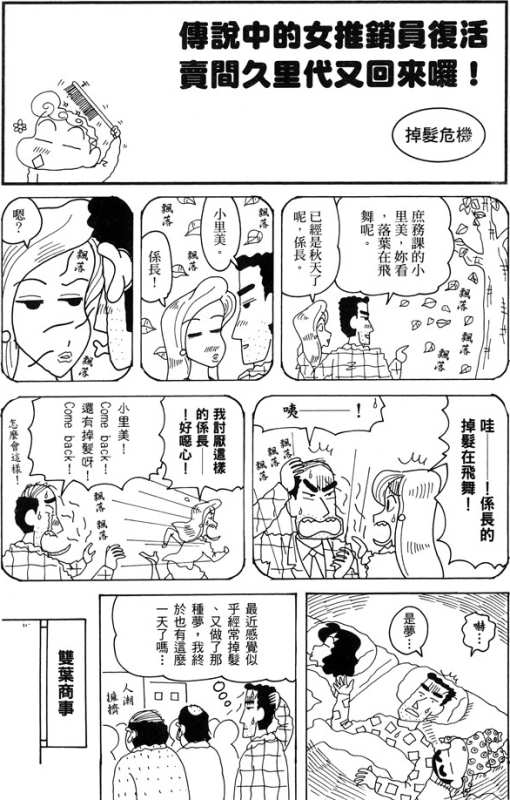 傳說中的女推銷員復活
賣間久里代又回來囉！
掉髮危機
庶務課的小
里美，妳看
，落葉在飛
舞呢。
已經是秋天了
呢，係長。
飄落
飄落
飄落
飄落
小里美。
係長！
飄落
飄落
飄落
嗯？
飄落
飄落
哇——！係長的
掉髮在飛舞！
咦——！
我討厭這樣
的係長——
！好噁心！
小里美！
Come back！
Come back！
還有掉髮呀！
怎麼會這樣！
飄落
飄落
飄落
嚇…
是夢…
最近感覺似
乎經常掉髮
、又做了那
種夢，我終
於也有這麼
一天了嗎…
人潮
擁擠
雙葉商事